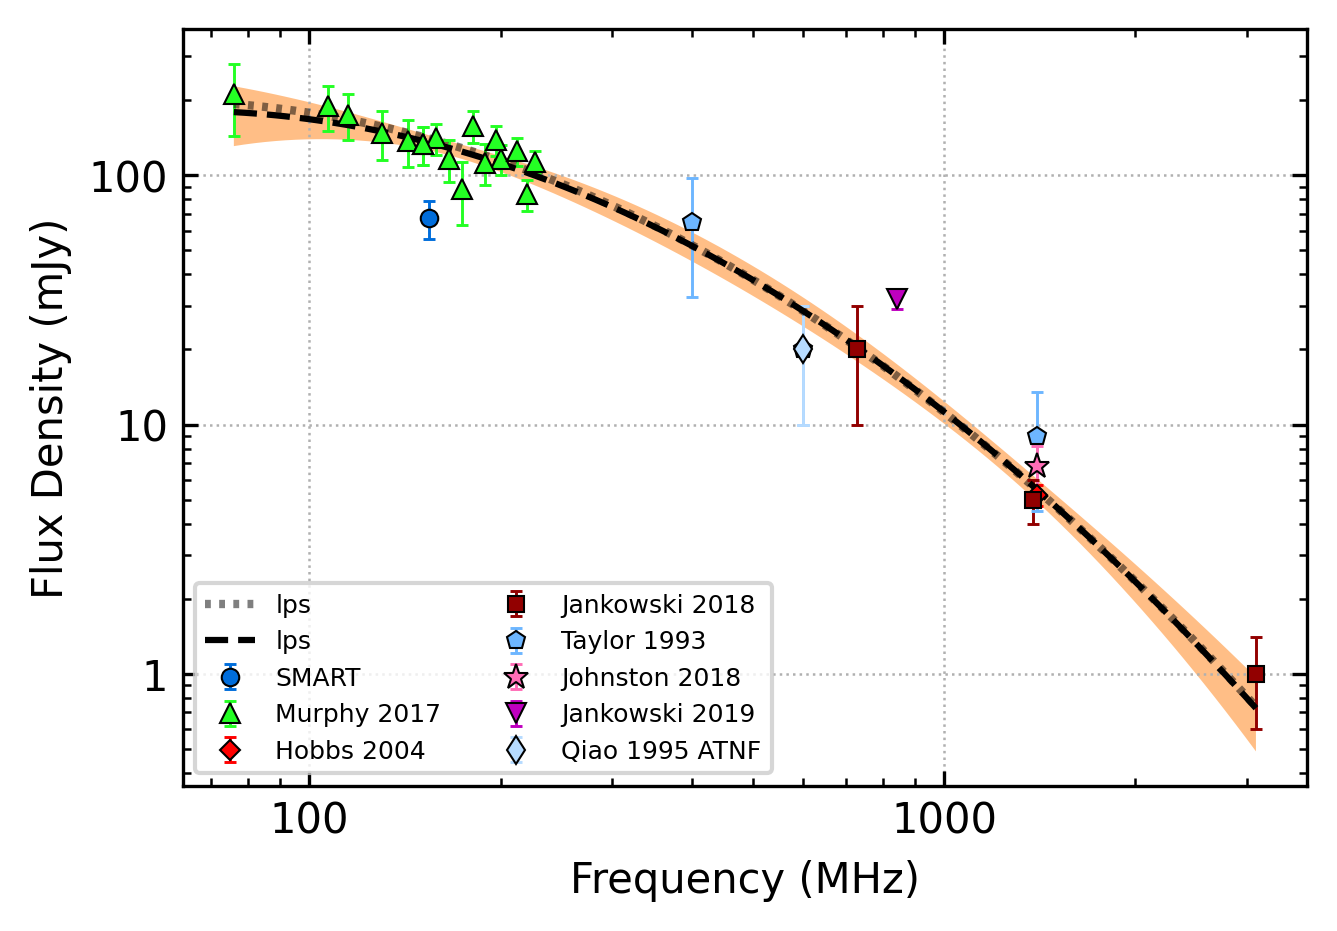 Flux Density (mJy)
100
10
1
lps
lps
SMART
Murphy 2017
Hobbs 2004
Jankowski 2018
Taylor 1993
Johnston 2018
Jankowski 2019
Qiao 1995 ATNF
100
1000
Frequency (MHz)